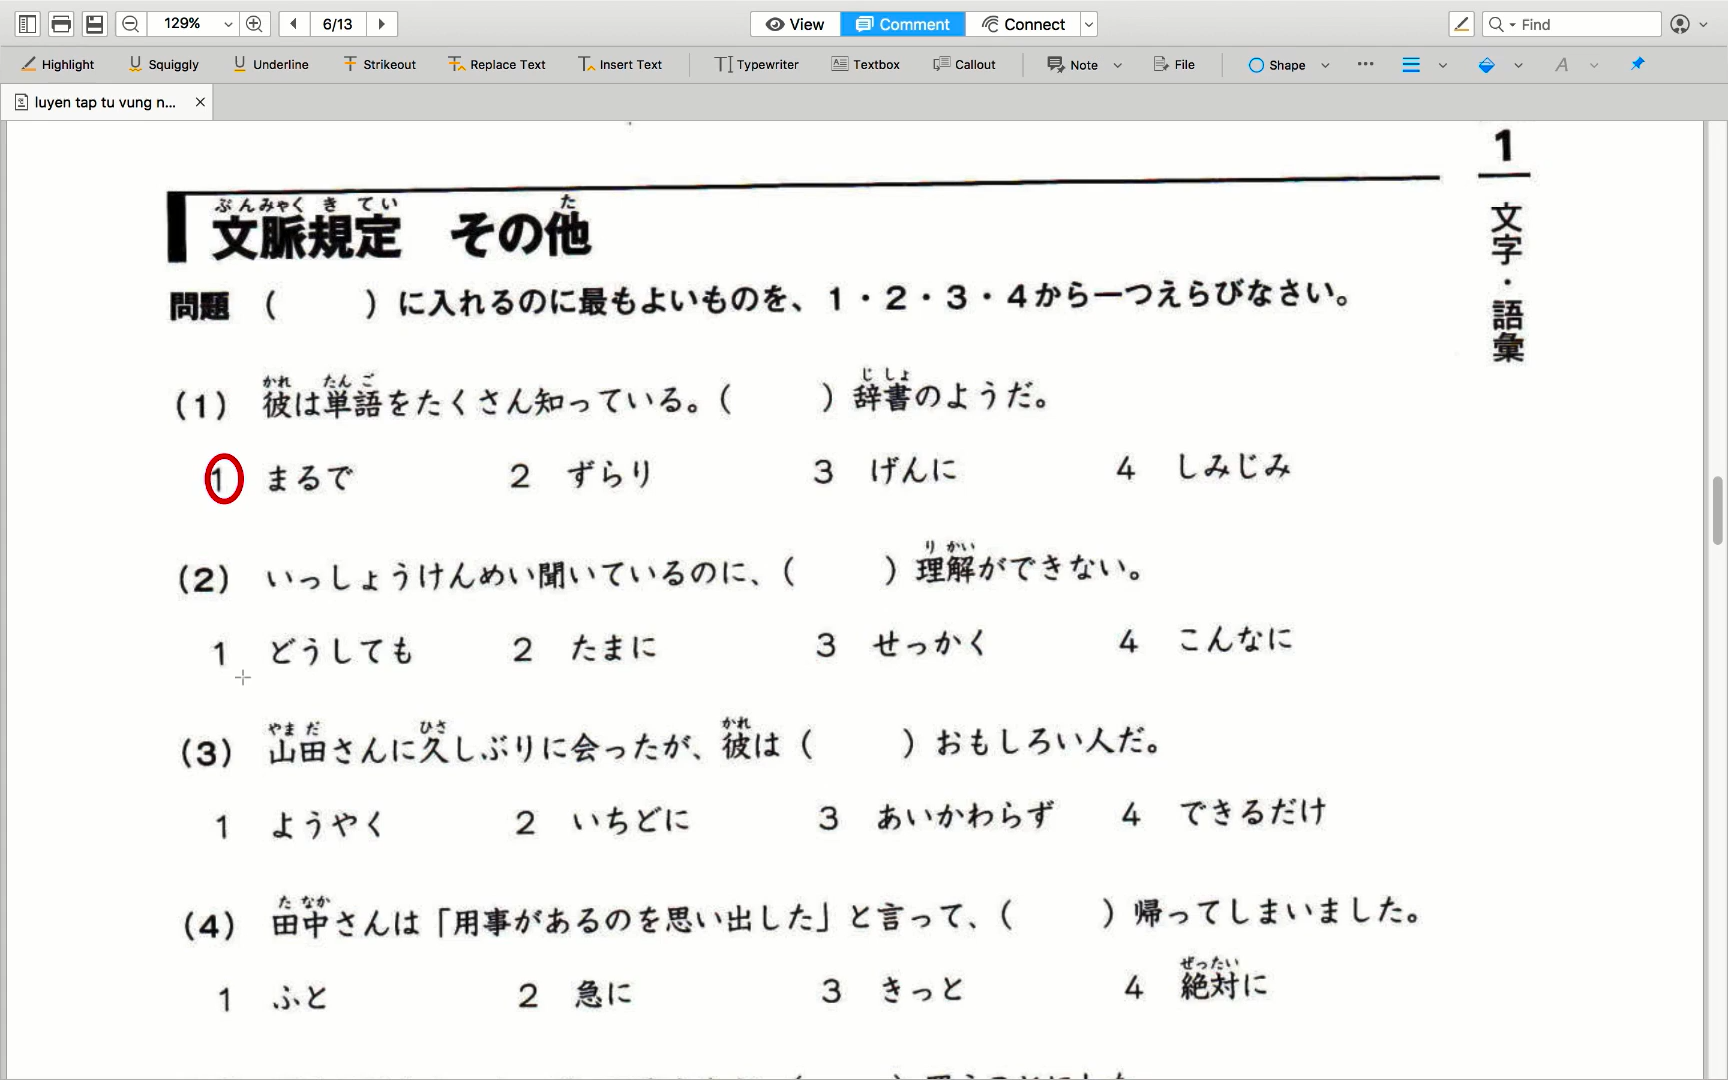 129%
6/13
View
Comment
Connect
Find
Highlight
Squiggly
Underline
Strikeout
Replace Text
Insert Text
Typewriter
Textbox
Callout
Note
File
Shape
luyen tap tu vung n...
1
文字・語彙
ぶんみゃくきてい た
文脈規定 その他
問題 ( )に入れるのに最もよいものを、1・2・3・4から一つえらびなさい。
かれ たんご じしょ
(1) 彼は単語をたくさん知っている。( )辞書のようだ。
1 まるで 2 ずらり 3 げんに 4 しみじみ
りかい
(2) いっしょうけんめい聞いているのに、( )理解ができない。
1 どうしても 2 たまに 3 せっかく 4 こんなに
やまだ ひさ かれ
(3) 山田さんに久しぶりに会ったが、彼は( )おもしろい人だ。
1 ようやく 2 いちどに 3 あいかわらず 4 できるだけ
たなか
(4) 田中さんは「用事があるのを思い出した」と言って、( )帰ってしまいました。
ぜったい
1 ふと 2 急に 3 きっと 4 絶対に